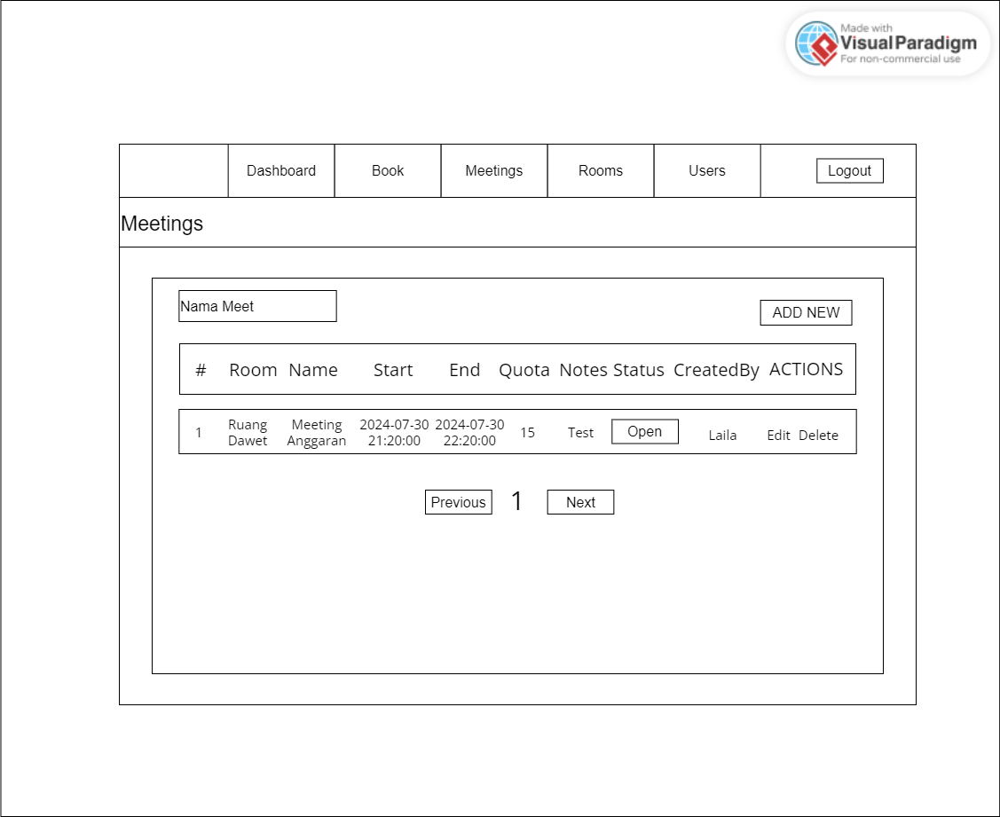 Made with
Visual Paradigm
For non-commercial use
Dashboard Book Meetings Rooms Users Logout
Meetings
Nama Meet
ADD NEW
# Room Name Start End Quota Notes Status CreatedBy ACTIONS
1 Ruang Dawet Meeting Anggaran 2024-07-30 21:20:00 2024-07-30 22:20:00 15 Test Open Laila Edit Delete
Previous 1 Next